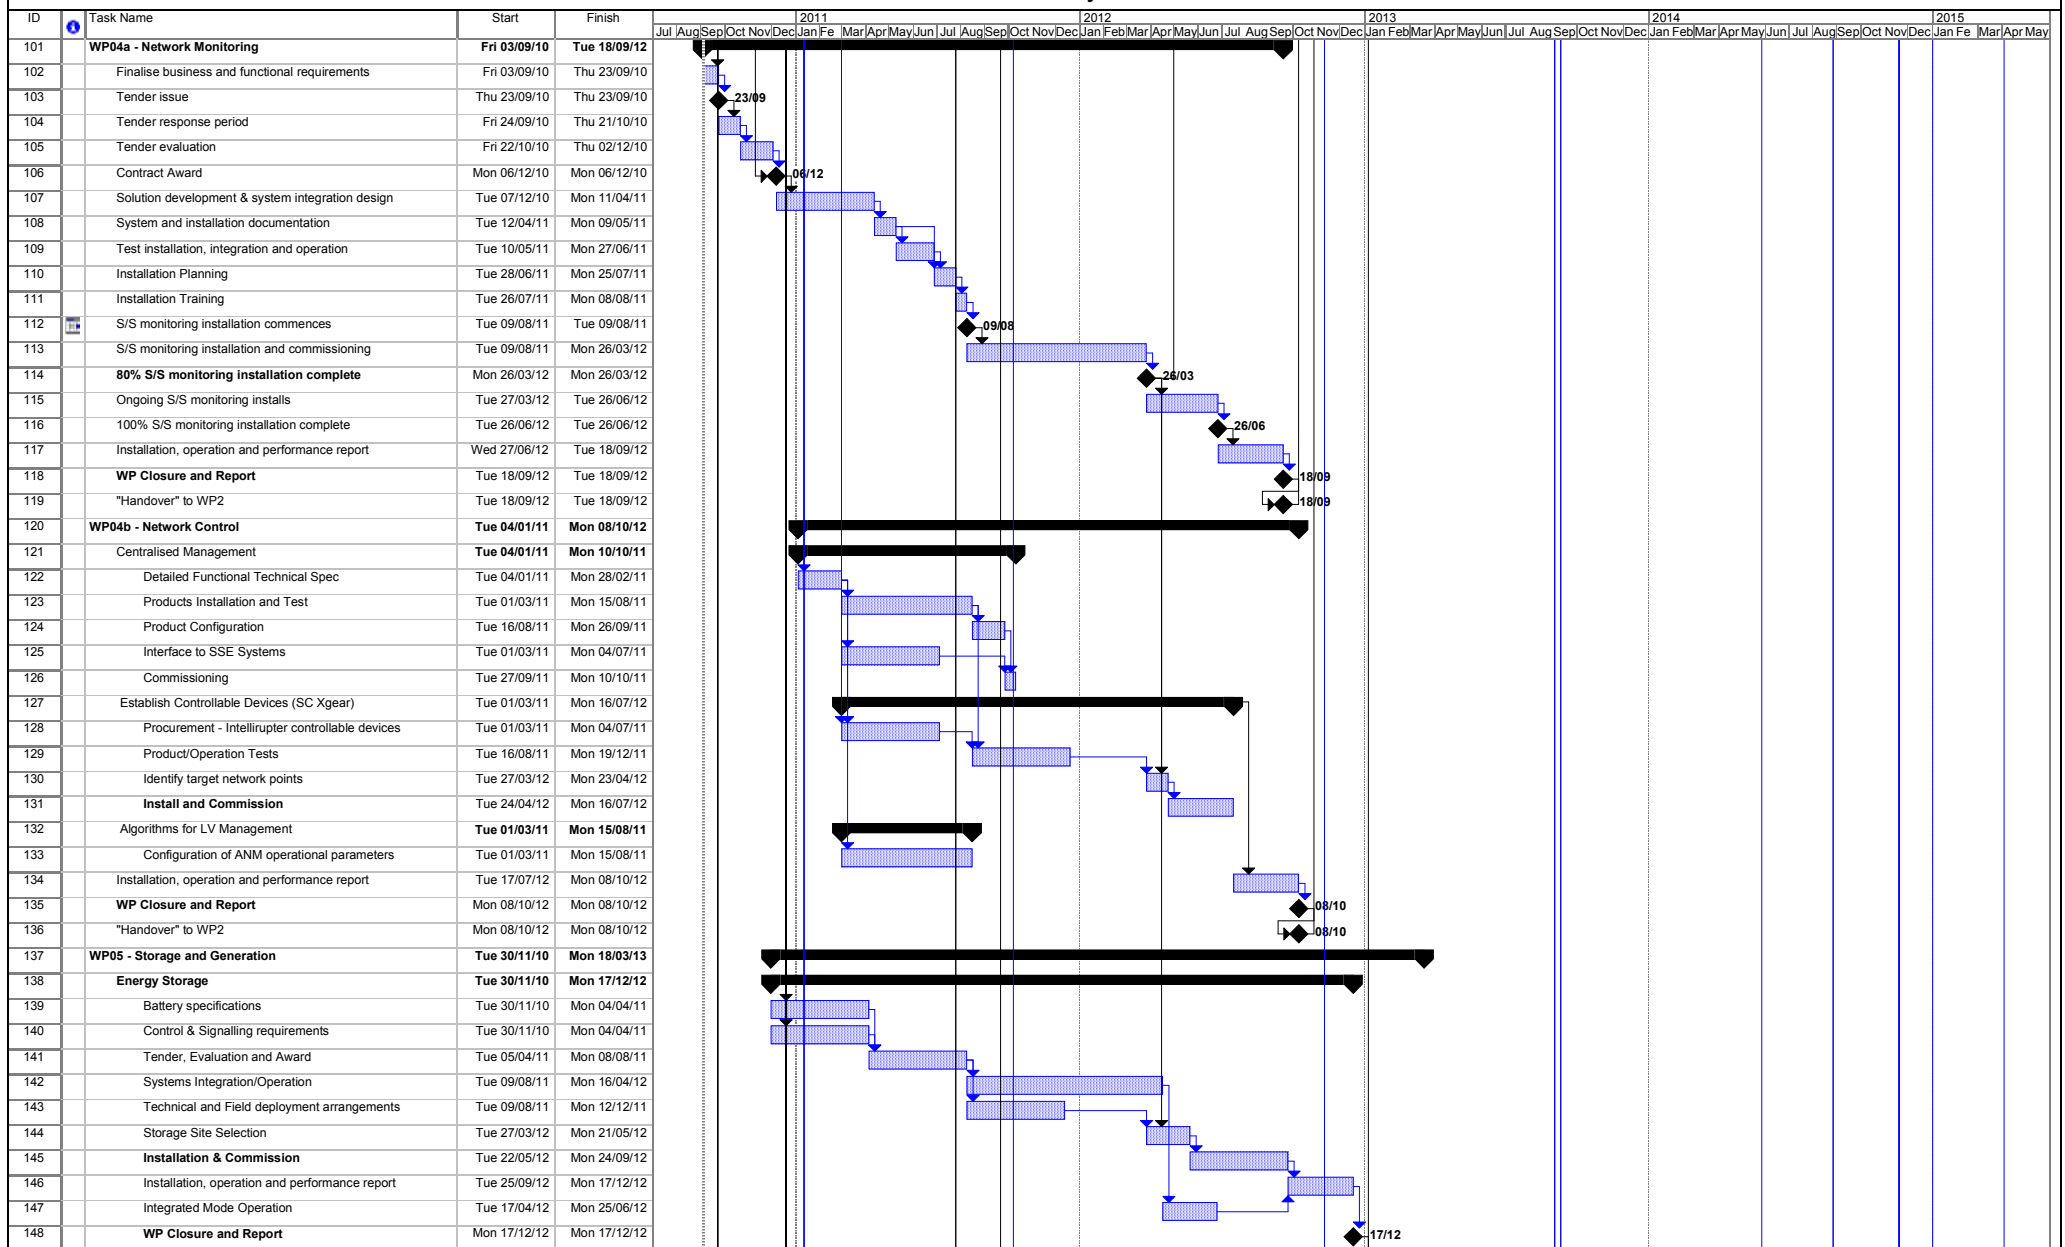 ID Task Name Start Finish 2011 2012 2013 2014 2015
Jul Aug Sep Oct Nov Dec Jan Fe Mar Apr May Jun Jul Aug Sep Oct Nov Dec Jan Feb Mar Apr May Jun Jul Aug Sep Oct Nov Dec Jan Feb Mar Apr May Jun Jul Aug Sep Oct Nov Dec Jan Feb Mar Apr May Jun Jul Aug Sep Oct Nov Dec Jan Fe Mar Apr May
101 WP04a - Network Monitoring Fri 03/09/10 Tue 18/09/12
102 Finalise business and functional requirements Fri 03/09/10 Thu 23/09/10
103 Tender issue Thu 23/09/10 Thu 23/09/10 23/09
104 Tender response period Fri 24/09/10 Thu 21/10/10
105 Tender evaluation Fri 22/10/10 Thu 02/12/10
106 Contract Award Mon 06/12/10 Mon 06/12/10 06/12
107 Solution development & system integration design Tue 07/12/10 Mon 11/04/11
108 System and installation documentation Tue 12/04/11 Mon 09/05/11
109 Test installation, integration and operation Tue 10/05/11 Mon 27/06/11
110 Installation Planning Tue 28/06/11 Mon 25/07/11
111 Installation Training Tue 26/07/11 Mon 08/08/11
112 S/S monitoring installation commences Tue 09/08/11 Tue 09/08/11 09/08
113 S/S monitoring installation and commissioning Tue 09/08/11 Mon 26/03/12
114 80% S/S monitoring installation complete Mon 26/03/12 Mon 26/03/12 26/03
115 Ongoing S/S monitoring installs Tue 27/03/12 Tue 26/06/12
116 100% S/S monitoring installation complete Tue 26/06/12 Tue 26/06/12 26/06
117 Installation, operation and performance report Wed 27/06/12 Tue 18/09/12
118 WP Closure and Report Tue 18/09/12 Tue 18/09/12 18/09
119 "Handover" to WP2 Tue 18/09/12 Tue 18/09/12 18/09
120 WP04b - Network Control Tue 04/01/11 Mon 08/10/12
121 Centralised Management Tue 04/01/11 Mon 10/10/11
122 Detailed Functional Technical Spec Tue 04/01/11 Mon 28/02/11
123 Products Installation and Test Tue 01/03/11 Mon 15/08/11
124 Product Configuration Tue 16/08/11 Mon 26/09/11
125 Interface to SSE Systems Tue 01/03/11 Mon 04/07/11
126 Commissioning Tue 27/09/11 Mon 10/10/11
127 Establish Controllable Devices (SC Xgear) Tue 01/03/11 Mon 16/07/12
128 Procurement - Intellirupter controllable devices Tue 01/03/11 Mon 04/07/11
129 Product/Operation Tests Tue 16/08/11 Mon 19/12/11
130 Identify target network points Tue 27/03/12 Mon 23/04/12
131 Install and Commission Tue 24/04/12 Mon 16/07/12
132 Algorithms for LV Management Tue 01/03/11 Mon 15/08/11
133 Configuration of ANM operational parameters Tue 01/03/11 Mon 15/08/11
134 Installation, operation and performance report Tue 17/07/12 Mon 08/10/12
135 WP Closure and Report Mon 08/10/12 Mon 08/10/12 08/10
136 "Handover" to WP2 Mon 08/10/12 Mon 08/10/12 08/10
137 WP05 - Storage and Generation Tue 30/11/10 Mon 18/03/13
138 Energy Storage Tue 30/11/10 Mon 17/12/12
139 Battery specifications Tue 30/11/10 Mon 04/04/11
140 Control & Signalling requirements Tue 30/11/10 Mon 04/04/11
141 Tender, Evaluation and Award Tue 05/04/11 Mon 08/08/11
142 Systems Integration/Operation Tue 09/08/11 Mon 16/04/12
143 Technical and Field deployment arrangements Tue 09/08/11 Mon 12/12/11
144 Storage Site Selection Tue 27/03/12 Mon 21/05/12
145 Installation & Commission Tue 22/05/12 Mon 24/09/12
146 Installation, operation and performance report Tue 25/09/12 Mon 17/12/12
147 Integrated Mode Operation Tue 17/04/12 Mon 25/06/12
148 WP Closure and Report Mon 17/12/12 Mon 17/12/12 17/12